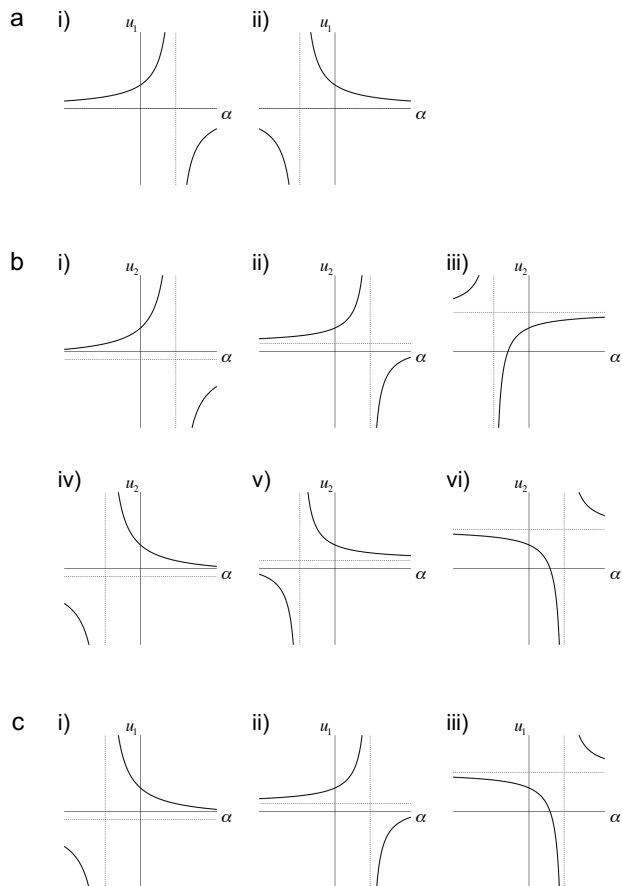 a i) ii)
u1 u1
α α
b i) ii) iii)
u2 u2 u2
α α α
iv) v) vi)
u2 u2 u2
α α α
c i) ii) iii)
u1 u1 u1
α α α